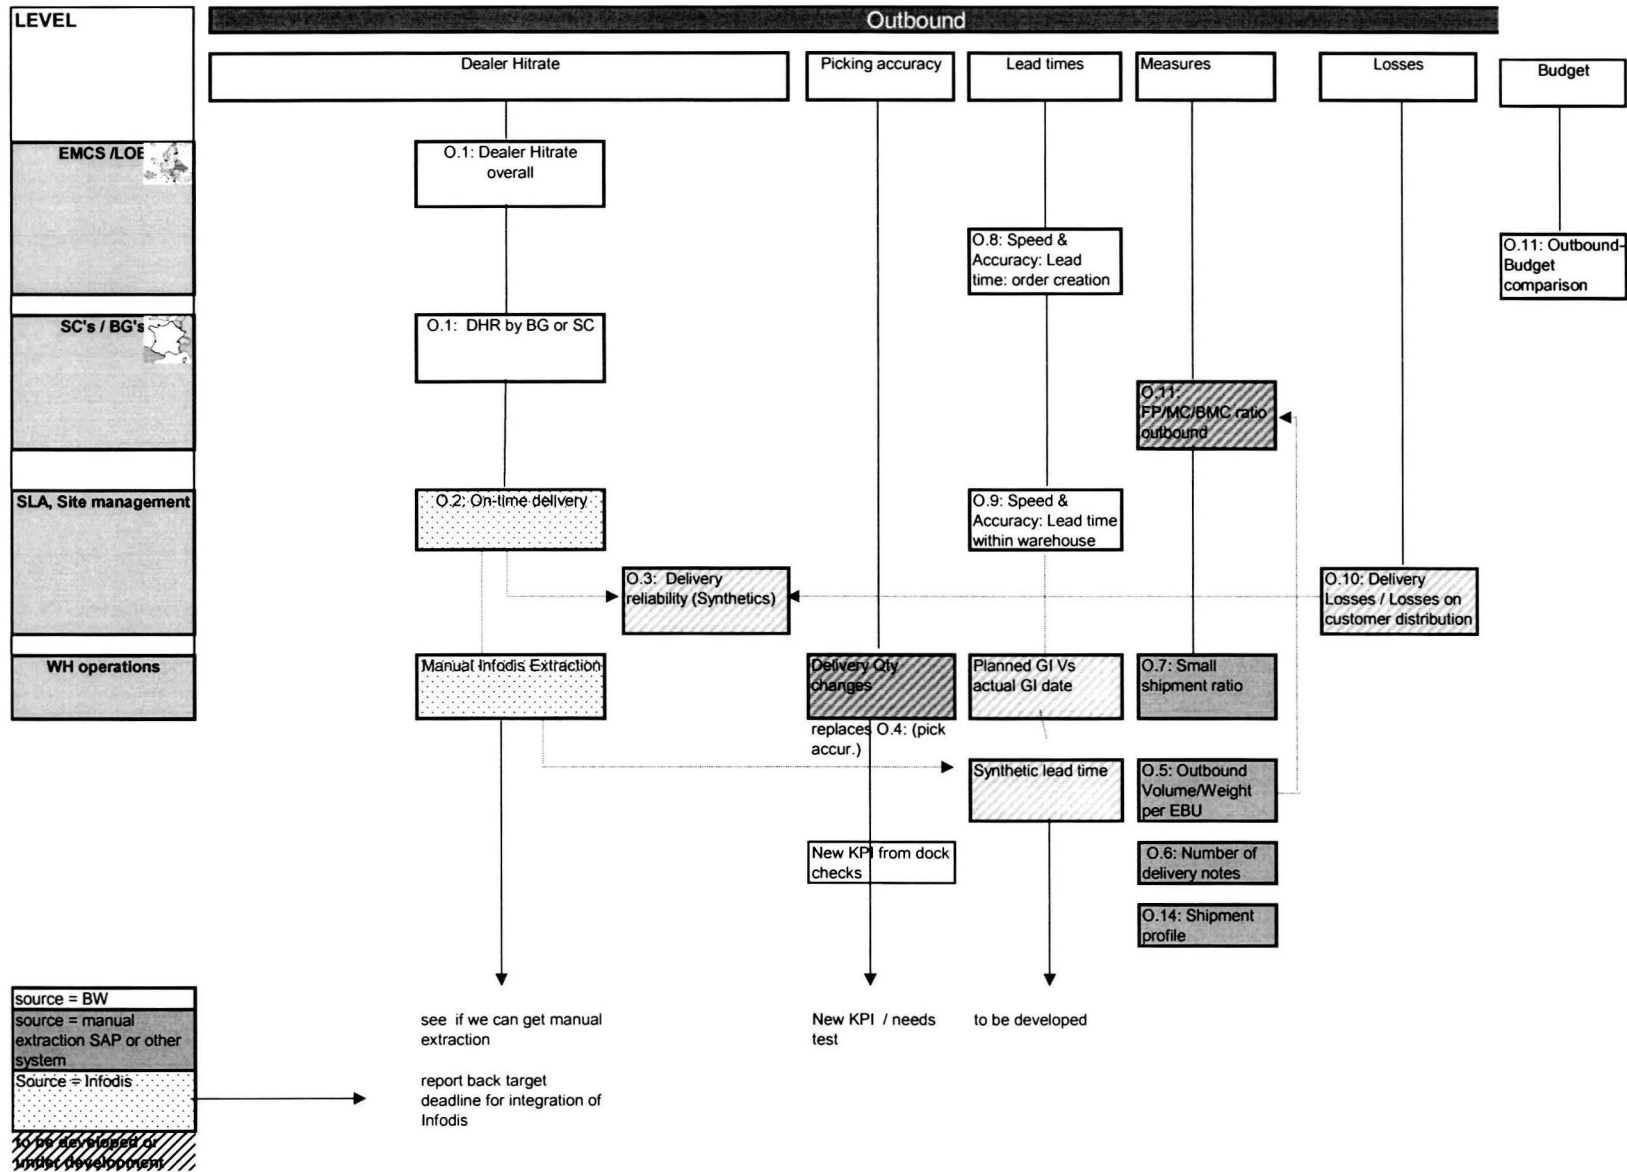 LEVEL
Outbound
Dealer Hitrate
Picking accuracy
Lead times
Measures
Losses
Budget
EMCS /LOB
O.1: Dealer Hitrate
overall
O.8: Speed &
Accuracy: Lead
time: order creation
O.11: Outbound-
Budget
comparison
SC's / BG's
O.1: DHR by BG or SC
O.11:
FP/MC/BMC ratio
outbound
SLA, Site management
O.2: On-time delivery
O.9: Speed &
Accuracy: Lead time
within warehouse
O.3: Delivery
reliability (Synthetics)
O.10: Delivery
Losses / Losses on
customer distribution
WH operations
Manual Infodis Extraction
Delivery Qty
changes
Planned GI Vs
actual GI date
O.7: Small
shipment ratio
replaces O.4: (pick
accur.)
Synthetic lead time
O.5: Outbound
Volume/Weight
per EBU
New KPI from dock
checks
O.6: Number of
delivery notes
O.14: Shipment
profile
source = BW
source = manual
extraction SAP or other
system
Source = Infodis
to be developed or
under development
see if we can get manual
extraction
report back target
deadline for integration of
Infodis
New KPI / needs
test
to be developed